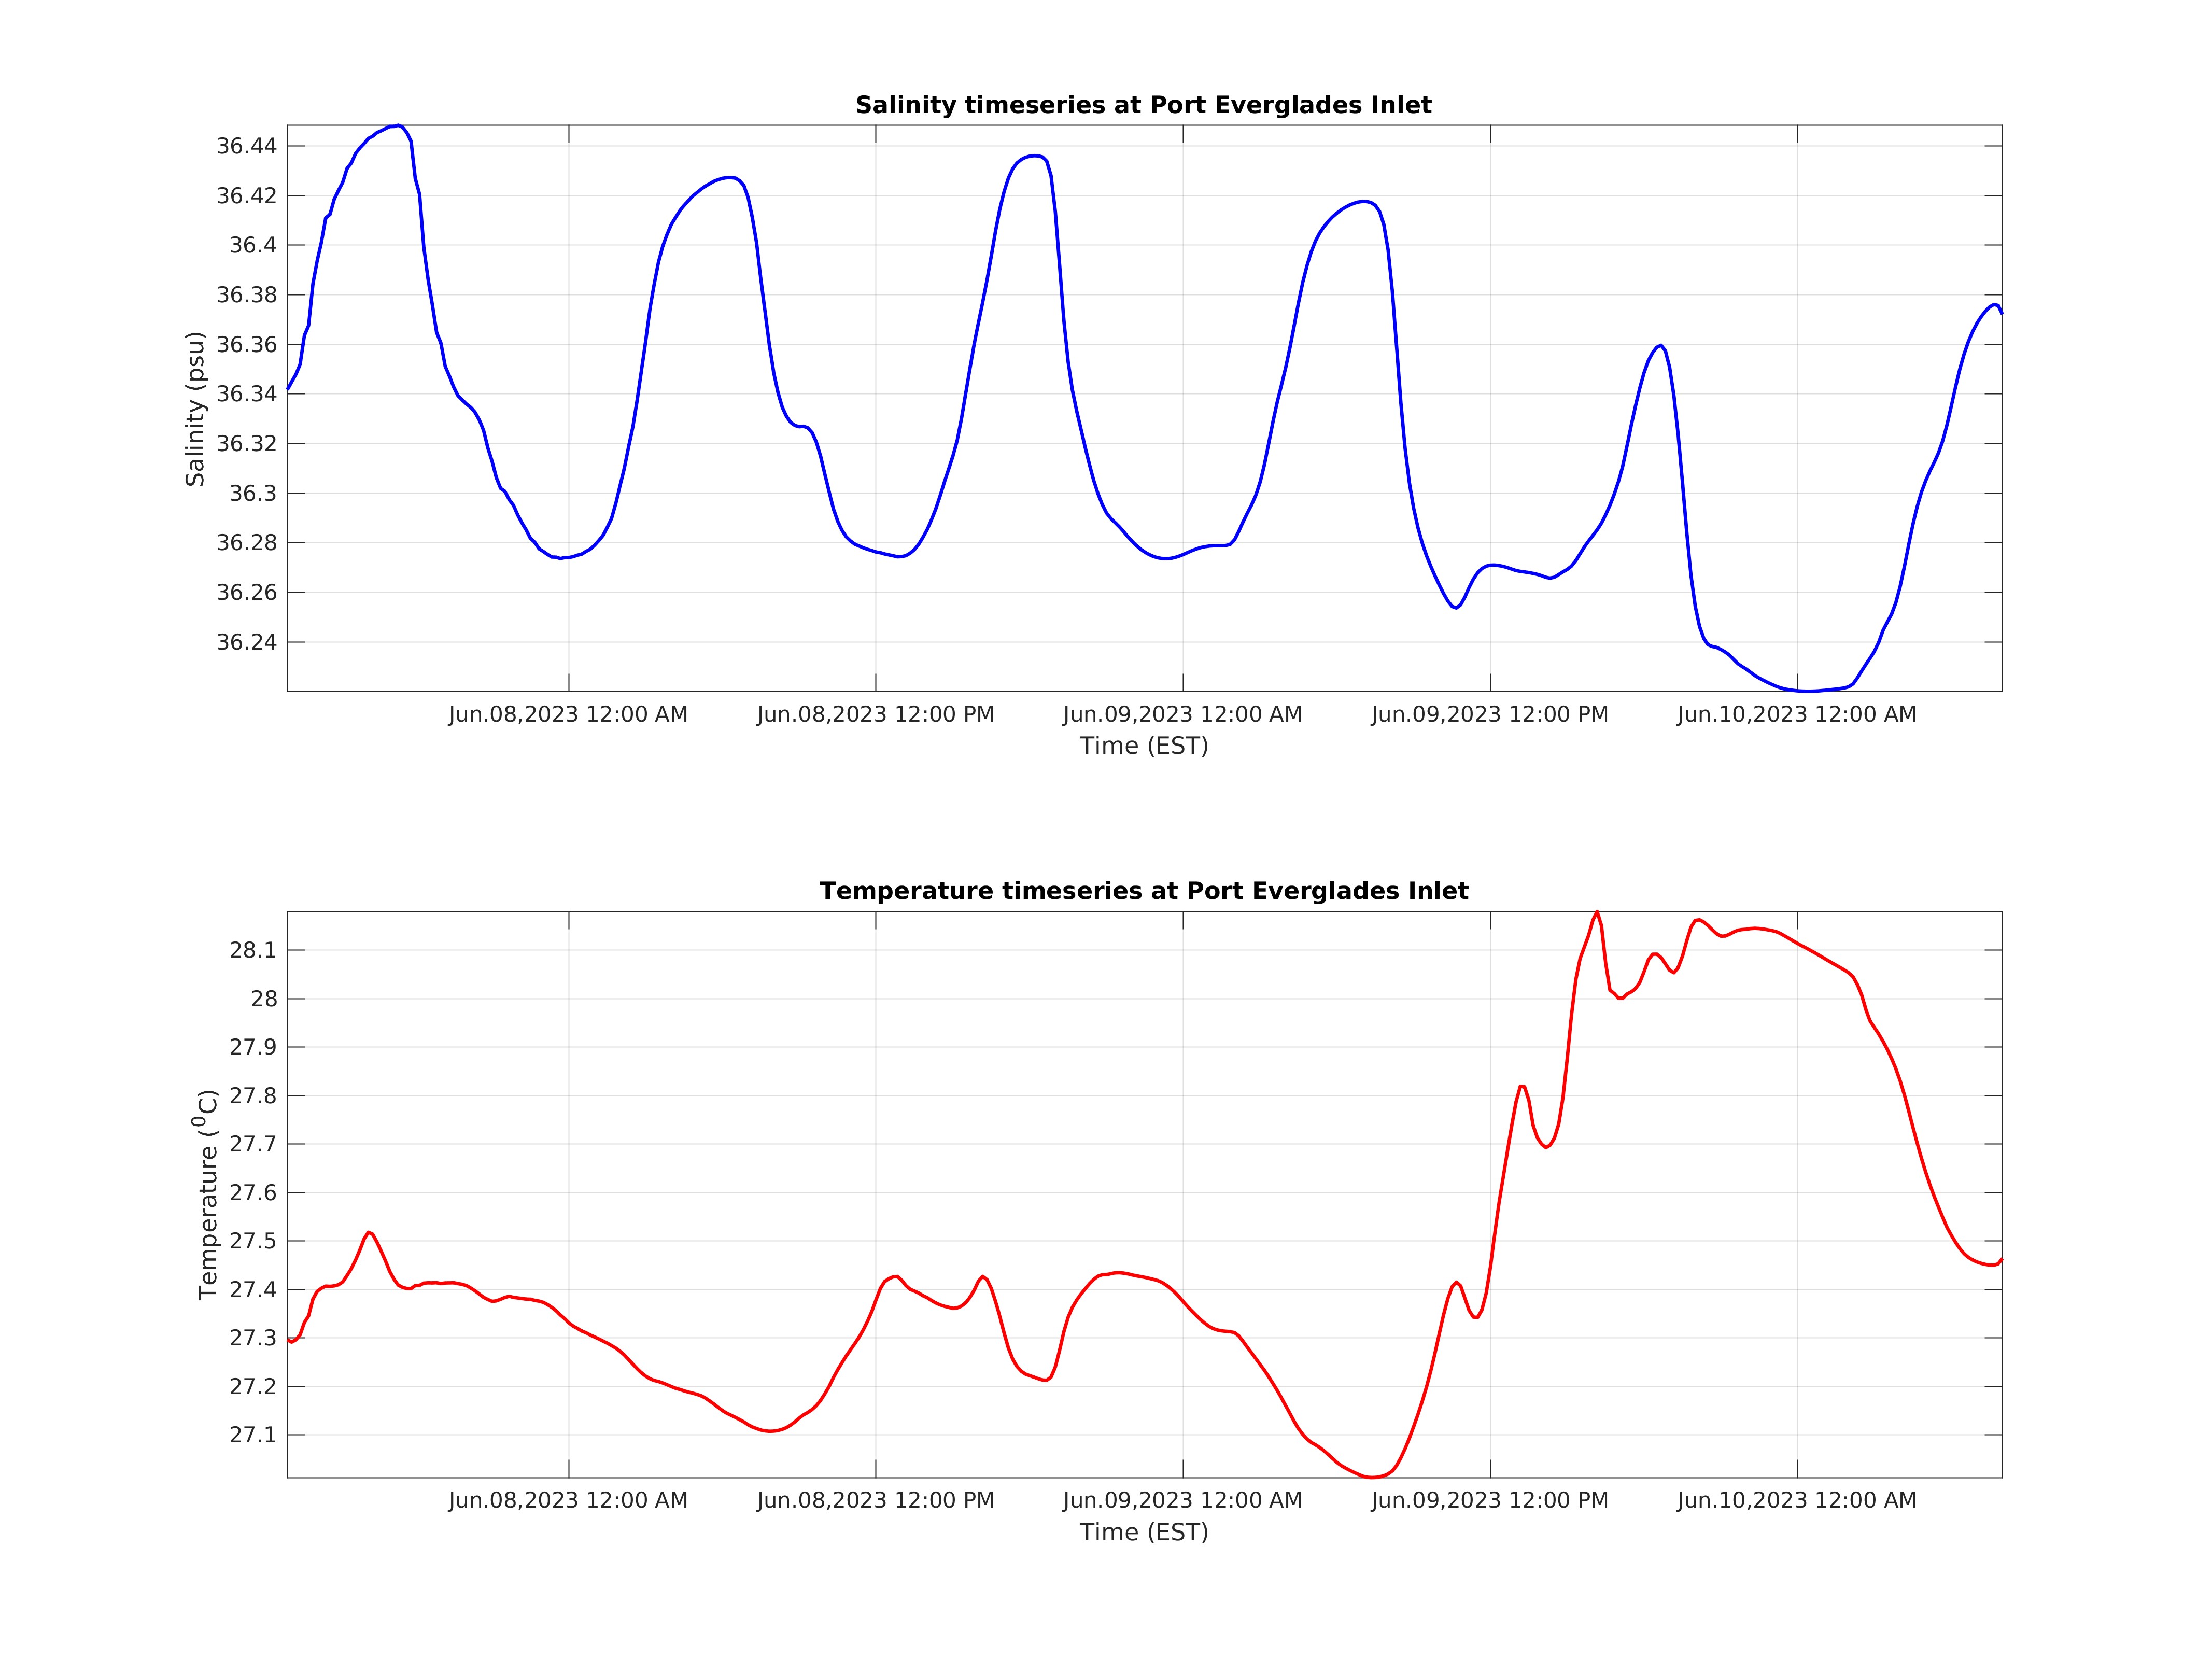 Salinity timeseries at Port Everglades Inlet
36.44
36.42
36.4
36.38
36.36
36.34
36.32
36.3
36.28
36.26
36.24
Salinity (psu)
Jun.08,2023 12:00 AM Jun.08,2023 12:00 PM Jun.09,2023 12:00 AM Jun.09,2023 12:00 PM Jun.10,2023 12:00 AM
Time (EST)
Temperature timeseries at Port Everglades Inlet
28.1
28
27.9
27.8
27.7
27.6
27.5
27.4
27.3
27.2
27.1
Temperature (⁰C)
Jun.08,2023 12:00 AM Jun.08,2023 12:00 PM Jun.09,2023 12:00 AM Jun.09,2023 12:00 PM Jun.10,2023 12:00 AM
Time (EST)